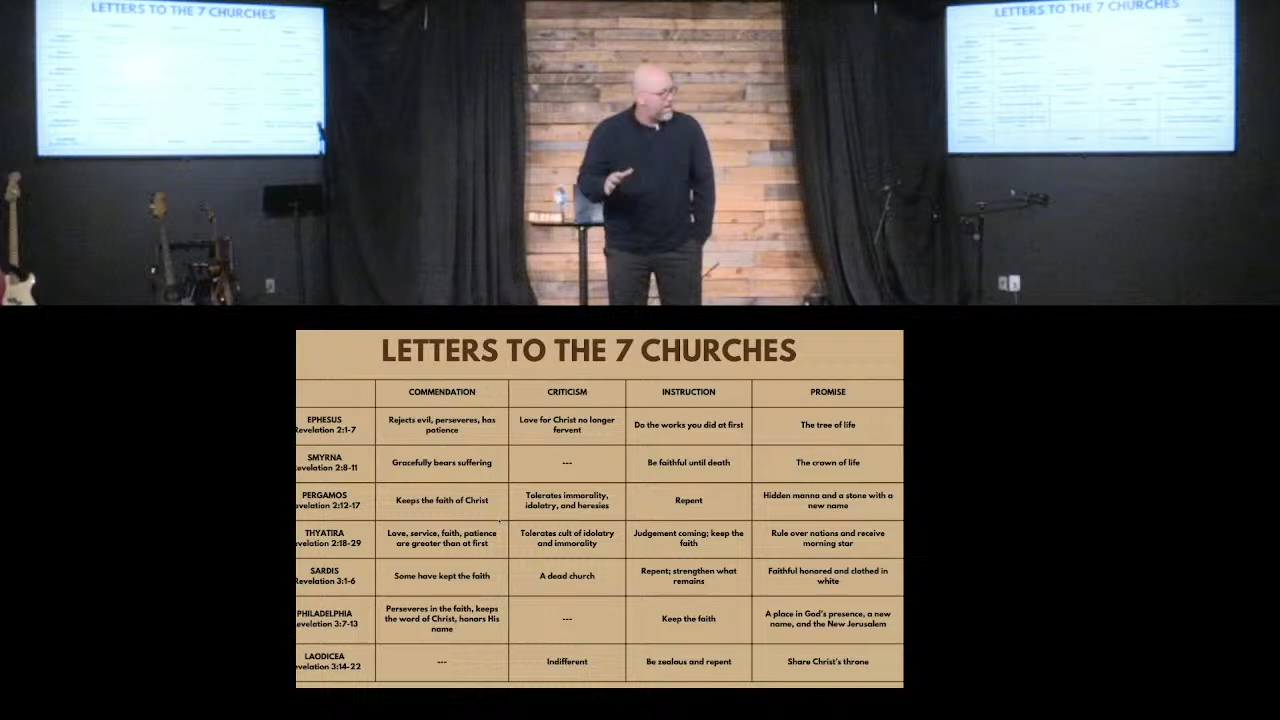 LETTERS TO THE 7 CHURCHES
LETTERS TO THE 7 CHURCHES
LETTERS TO THE 7 CHURCHES
COMMENDATION
CRITICISM
INSTRUCTION
PROMISE
EPHESUS
Revelation 2:1-7
Rejects evil, perseveres, has
patience
Love for Christ no longer
fervent
Do the works you did at first
The tree of life
SMYRNA
evelation 2:8-11
Gracefully bears suffering
---
Be faithful until death
The crown of life
PERGAMOS
evelation 2:12-17
Keeps the faith of Christ
Tolerates immorality,
idolatry, and heresies
Repent
Hidden manna and a stone with a
new name
THYATIRA
evelation 2:18-29
Love, service, faith, patience
are greater than at first
Tolerates cult of idolatry
and immorality
Judgement coming; keep the
faith
Rule over nations and receive
morning star
SARDIS
Revelation 3:1-6
Some have kept the faith
A dead church
Repent; strengthen what
remains
Faithful honored and clothed in
white
PHILADELPHIA
evelation 3:7-13
Perseveres in the faith, keeps
the word of Christ, honors His
name
---
Keep the faith
A place in God's presence, a new
name, and the New Jerusalem
LAODICEA
evelation 3:14-22
---
Indifferent
Be zealous and repent
Share Christ's throne